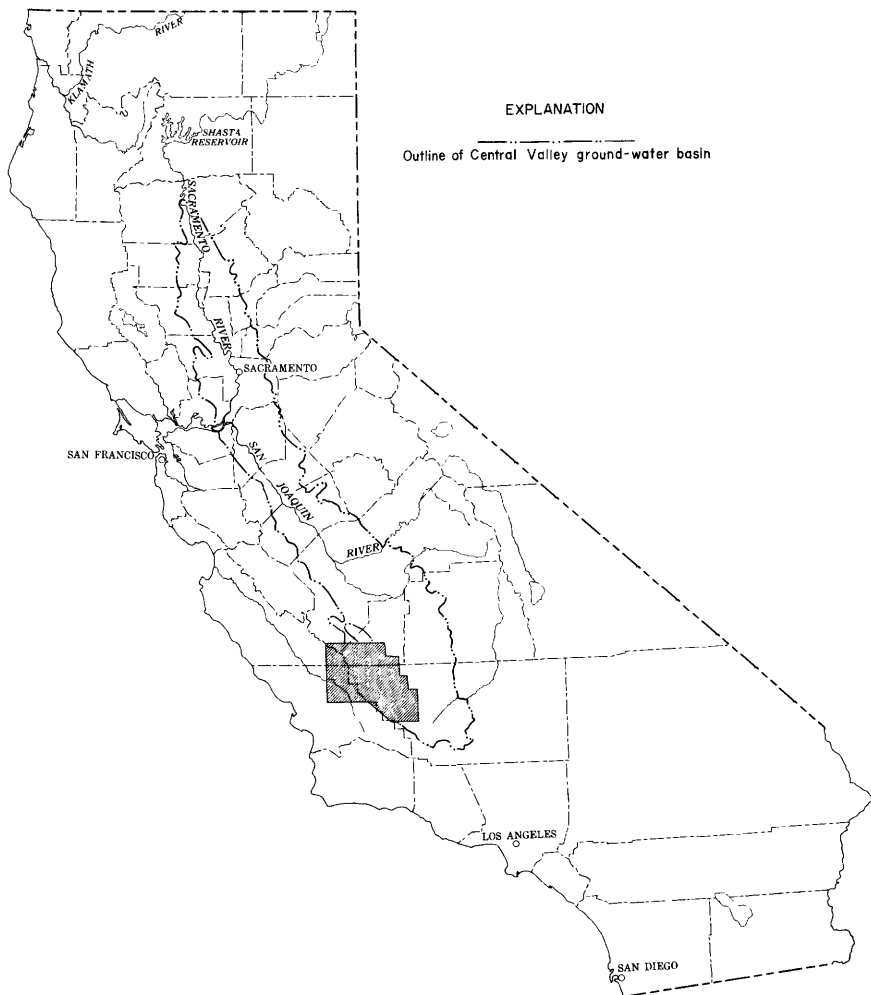 RIVER
KLAMATH
EXPLANATION
SHASTA
RESERVOIR
Outline of Central Valley ground-water basin
SACRAMENTO
RIVER
SACRAMENTO
SAN FRANCISCO
SAN
JOAQUIN
RIVER
LOS ANGELES
SAN DIEGO